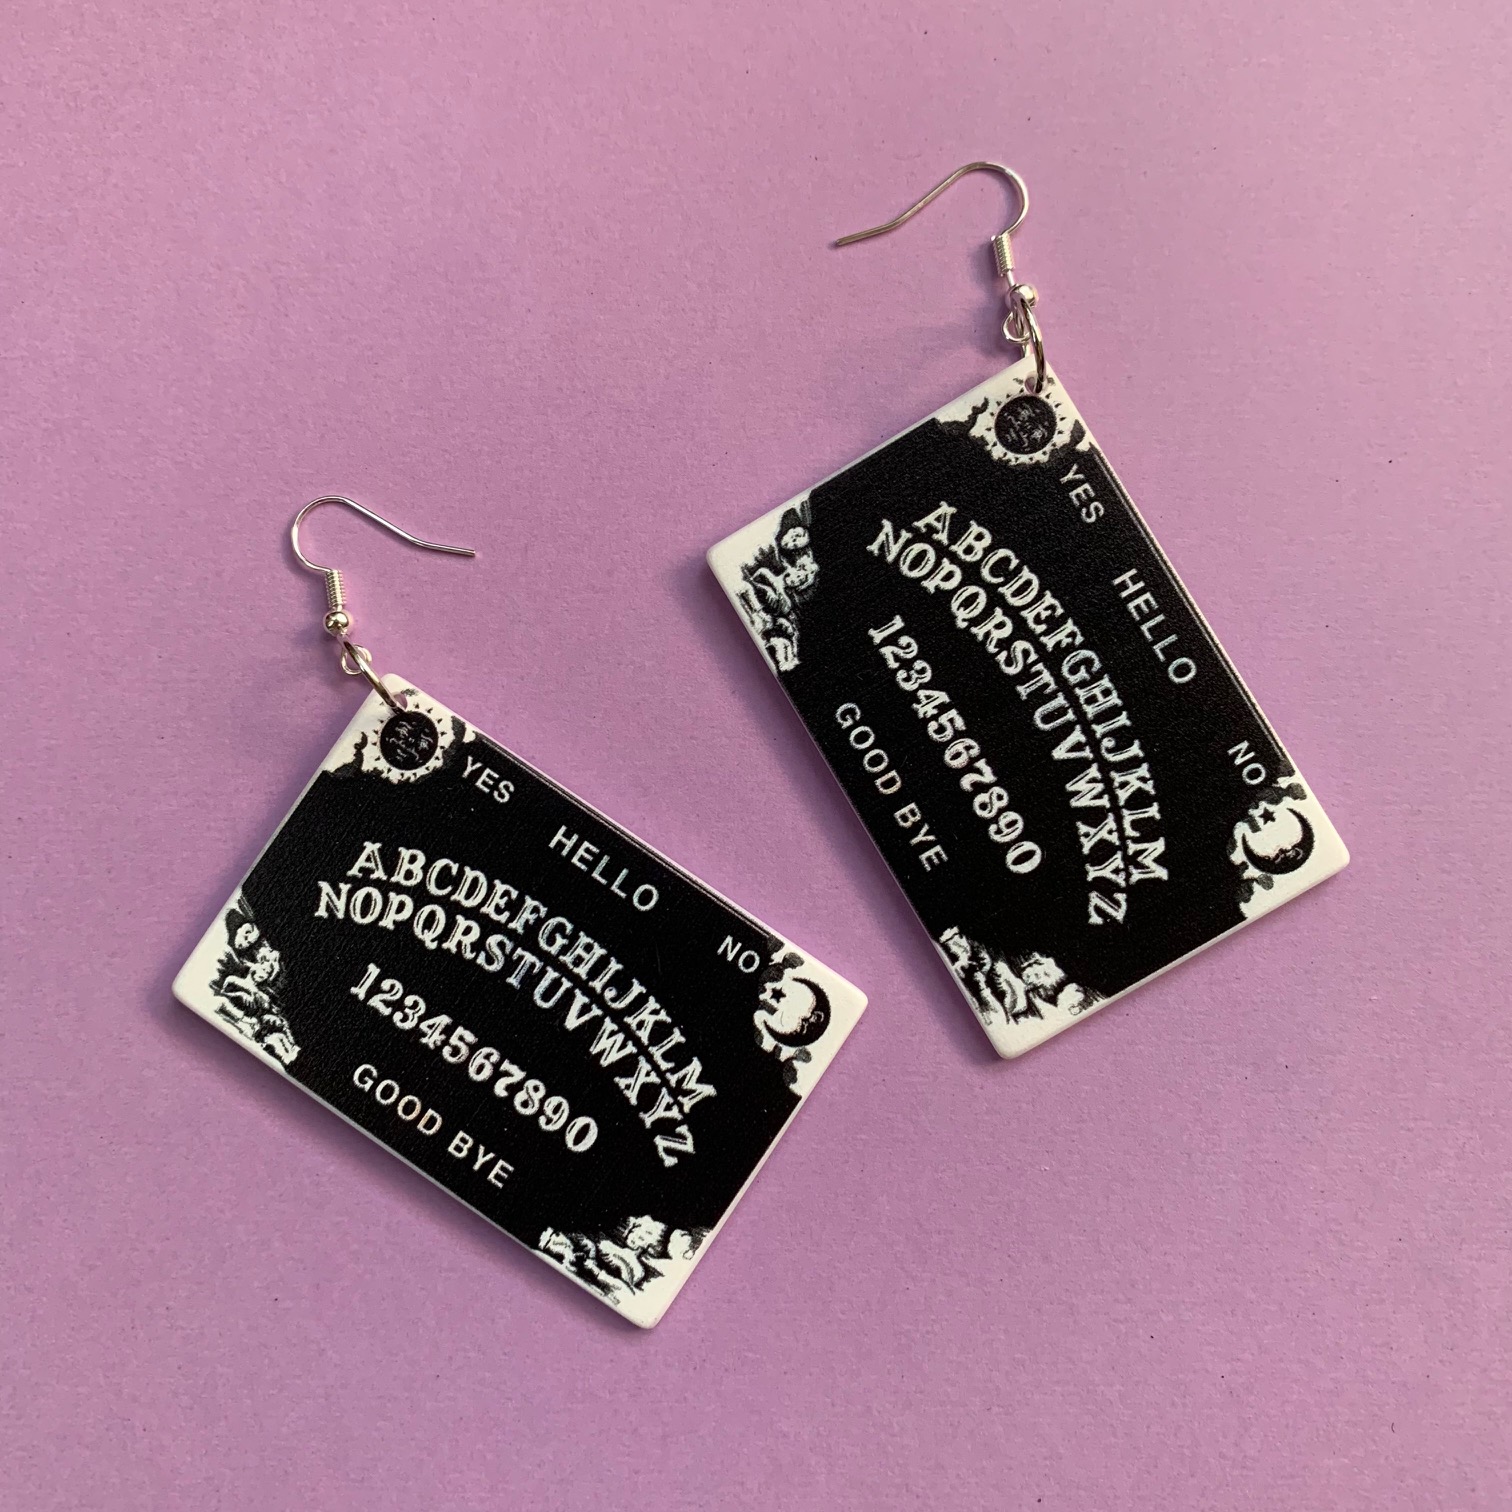 YES
HELLO
NO
ABCDEFGHIJKLM
NOPQRSTUVWXYZ
1234567890
GOOD BYE
YES
HELLO
NO
ABCDEFGHIJKLM
NOPQRSTUVWXYZ
1234567890
GOOD BYE